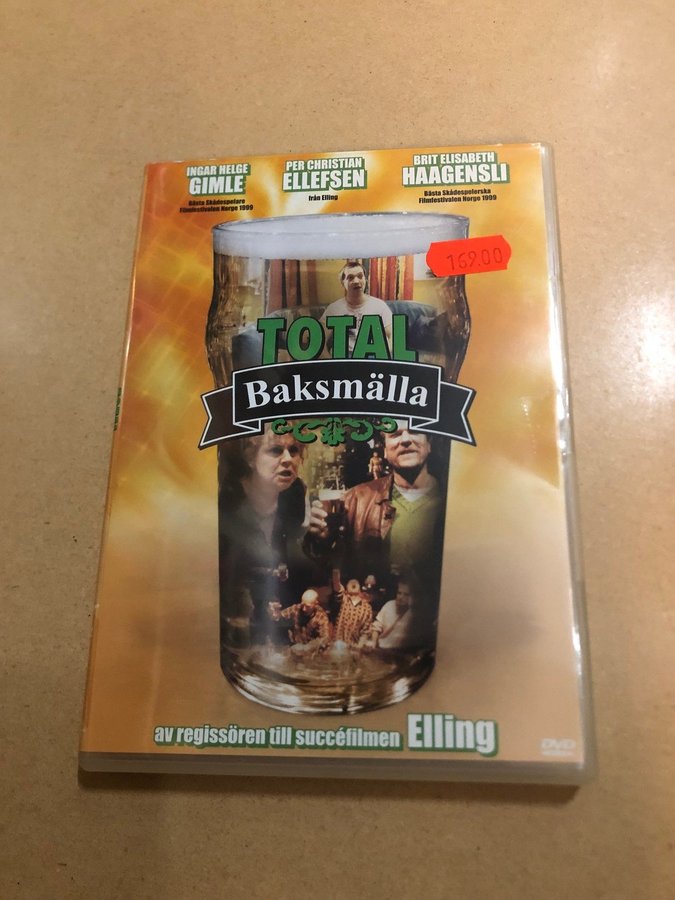 INGAR HELGE
GIMLE
Bästa Skådespelare
Filmfestivalen Norge 1999
PER CHRISTIAN
ELLEFSEN
från Elling
BRIT ELISABETH
HAAGENSLI
Bästa Skådespelerska
Filmfestivalen Norge 1999
169.00
TOTAL
Baksmälla
av regissören till succéfilmen Elling
DVD